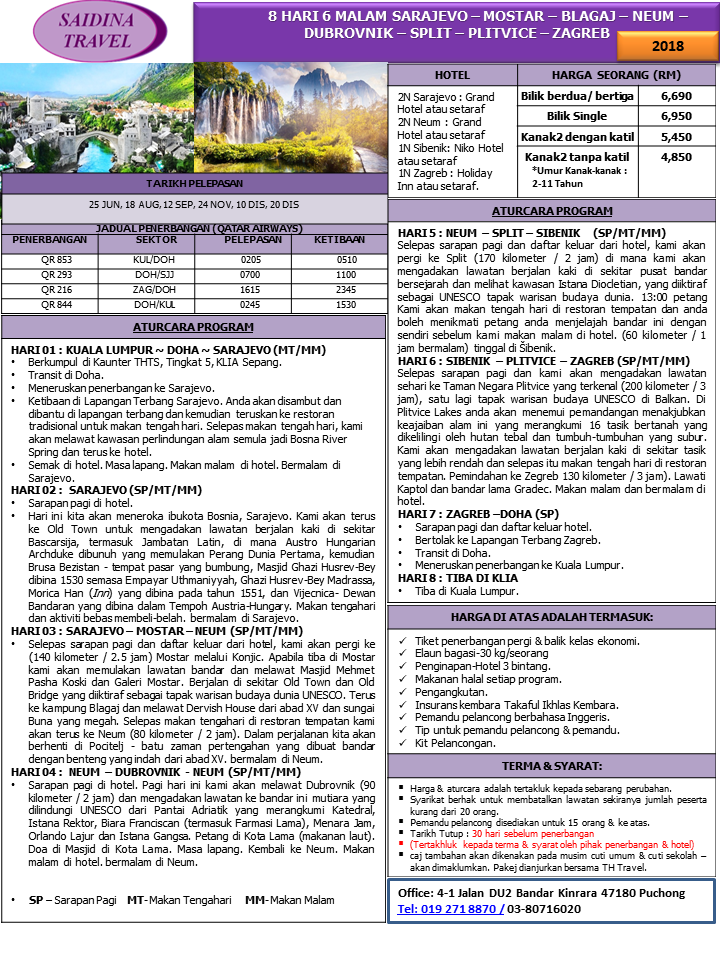 SAIDINA
TRAVEL
8 HARI 6 MALAM SARAJEVO – MOSTAR – BLAGAJ – NEUM –
DUBROVNIK – SPLIT – PLITVICE – ZAGREB
2018
HOTEL
HARGA SEORANG (RM)
2N Sarajevo : Grand
Hotel atau setaraf
2N Neum : Grand
Hotel atau setaraf
1N Sibenik: Niko Hotel
atau setaraf
1N Zagreb : Holiday
Inn atau setaraf.
Bilik berdua/ bertiga 6,690
Bilik Single 6,950
Kanak2 dengan katil 5,450
Kanak2 tanpa katil 4,850
*Umur Kanak-kanak :
2-11 Tahun
TARIKH PELEPASAN
25 JUN, 18 AUG, 12 SEP, 24 NOV, 10 DIS, 20 DIS
JADUAL PENERBANGAN (QATAR AIRWAYS)
PENERBANGAN SEKTOR PELEPASAN KETIBAAN
QR 853 KUL/DOH 0205 0510
QR 293 DOH/SJJ 0700 1100
QR 216 ZAG/DOH 1615 2345
QR 844 DOH/KUL 0245 1530
ATURCARA PROGRAM
HARI 01 : KUALA LUMPUR ~ DOHA ~ SARAJEVO (MT/MM)
• Berkumpul di Kaunter THTS, Tingkat 5, KLIA Sepang.
• Transit di Doha.
• Meneruskan penerbangan ke Sarajevo.
• Ketibaan di Lapangan Terbang Sarajevo. Anda akan disambut dan
dibantu di lapangan terbang dan kemudian teruskan ke restoran
tradisional untuk makan tengah hari. Selepas makan tengah hari, kami
akan melawat kawasan perlindungan alam semula jadi Bosna River
Spring dan terus ke hotel.
• Semak di hotel. Masa lapang. Makan malam di hotel. Bermalam di
Sarajevo.
HARI 02 : SARAJEVO (SP/MT/MM)
• Sarapan pagi di hotel.
• Hari ini kita akan meneroka ibukota Bosnia, Sarajevo. Kami akan terus
ke Old Town untuk mengadakan lawatan berjalan kaki di sekitar
Bascarsija, termasuk Jambatan Latin, di mana Austro Hungarian
Archduke dibunuh yang memulakan Perang Dunia Pertama, kemudian
Brusa Bezistan - tempat pasar yang bumbung, Masjid Ghazi Husrev-Bey
dibina 1530 semasa Empayar Uthmaniyyah, Ghazi Husrev-Bey Madrassa,
Morica Han (Inn) yang dibina pada tahun 1551, dan Vijecnica- Dewan
Bandaran yang dibina dalam Tempoh Austria-Hungary. Makan tengahari
dan aktiviti bebas membeli-belah. bermalam di Sarajevo.
HARI 03 : SARAJEVO – MOSTAR – NEUM (SP/MT/MM)
• Selepas sarapan pagi dan daftar keluar dari hotel, kami akan pergi ke
(140 kilometer / 2.5 jam) Mostar melalui Konjic. Apabila tiba di Mostar
kami akan memulakan lawatan bandar dan melawat Masjid Mehmet
Pasha Koski dan Galeri Mostar. Berjalan di sekitar Old Town dan Old
Bridge yang diiktiraf sebagai tapak warisan budaya dunia UNESCO. Terus
ke kampung Blagaj dan melawat Dervish House dari abad XV dan sungai
Buna yang megah. Selepas makan tengahari di restoran tempatan kami
akan terus ke Neum (80 kilometer / 2 jam). Dalam perjalanan kita akan
berhenti di Pocitelj - batu zaman pertengahan yang dibuat bandar
dengan benteng yang indah dari abad XV. bermalam di Neum.
HARI 04 : NEUM – DUBROVNIK - NEUM (SP/MT/MM)
• Sarapan pagi di hotel. Pagi hari ini kami akan melawat Dubrovnik (90
kilometer / 2 jam) dan mengadakan lawatan ke bandar ini mutiara yang
dilindungi UNESCO dari Pantai Adriatik yang merangkumi Katedral,
Istana Rektor, Biara Franciscan (termasuk Farmasi Lama), Menara Jam,
Orlando Lajur dan Istana Gangsa. Petang di Kota Lama (makanan laut).
Doa di Masjid di Kota Lama. Masa lapang. Kembali ke Neum. Makan
malam di hotel. bermalam di Neum.
• SP – Sarapan Pagi MT- Makan Tengahari MM- Makan Malam
ATURCARA PROGRAM
HARI 5 : NEUM – SPLIT – SIBENIK (SP/MT/MM)
Selepas sarapan pagi dan daftar keluar dari hotel, kami akan
pergi ke Split (170 kilometer / 2 jam) di mana kami akan
mengadakan lawatan berjalan kaki di sekitar pusat bandar
bersejarah dan melihat kawasan Istana Diocletian, yang diiktiraf
sebagai UNESCO tapak warisan budaya dunia. 13:00 petang
Kami akan makan tengah hari di restoran tempatan dan anda
boleh menikmati petang anda menjelajah bandar ini dengan
sendiri sebelum kami makan malam di hotel. (60 kilometer / 1
jam bermalam) tinggal di Šibenik.
HARI 6 : SIBENIK – PLITVICE – ZAGREB (SP/MT/MM)
Selepas sarapan pagi dan kami akan mengadakan lawatan
sehari ke Taman Negara Plitvice yang terkenal (200 kilometer / 3
jam), satu lagi tapak warisan budaya UNESCO di Balkan. Di
Plitvice Lakes anda akan menemui pemandangan menakjubkan
keajaiban alam ini yang merangkumi 16 tasik bertanah yang
dikelilingi oleh hutan tebal dan tumbuh-tumbuhan yang subur.
Kami akan mengadakan lawatan berjalan kaki di sekitar tasik
yang lebih rendah dan selepas itu makan tengah hari di restoran
tempatan. Pemindahan ke Zegreb 130 kilometer / 3 jam). Lawati
Kaptol dan bandar lama Gradec. Makan malam dan bermalam di
hotel.
HARI 7 : ZAGREB –DOHA (SP)
• Sarapan pagi dan daftar keluar hotel.
• Bertolak ke Lapangan Terbang Zagreb.
• Transit di Doha.
• Meneruskan penerbangan ke Kuala Lumpur.
HARI 8 : TIBA DI KLIA
• Tiba di Kuala Lumpur.
HARGA DI ATAS ADALAH TERMASUK:
✓ Tiket penerbangan pergi & balik kelas ekonomi.
✓ Elaun bagasi-30 kg/seorang
✓ Penginapan-Hotel 3 bintang.
✓ Makanan halal setiap program.
✓ Pengangkutan.
✓ Insurans kembara Takaful Ikhlas Kembara.
✓ Pemandu pelancong berbahasa Inggeris.
✓ Tip untuk pemandu pelancong & pemandu.
✓ Kit Pelancongan.
TERMA & SYARAT:
▪ Harga & aturcara adalah tertakluk kepada sebarang perubahan.
▪ Syarikat berhak untuk membatalkan lawatan sekiranya jumlah peserta
kurang dari 20 orang.
▪ Pemandu pelancong disediakan untuk 15 orang & ke atas.
▪ Tarikh Tutup : 30 hari sebelum penerbangan
▪ (Tertakhluk kepada terma & syarat oleh pihak penerbangan & hotel)
▪ caj tambahan akan dikenakan pada musim cuti umum & cuti sekolah –
akan dimaklumkan. Pakej dianjurkan bersama TH Travel.
Office: 4-1 Jalan DU2 Bandar Kinrara 47180 Puchong
Tel: 019 271 8870 / 03-80716020